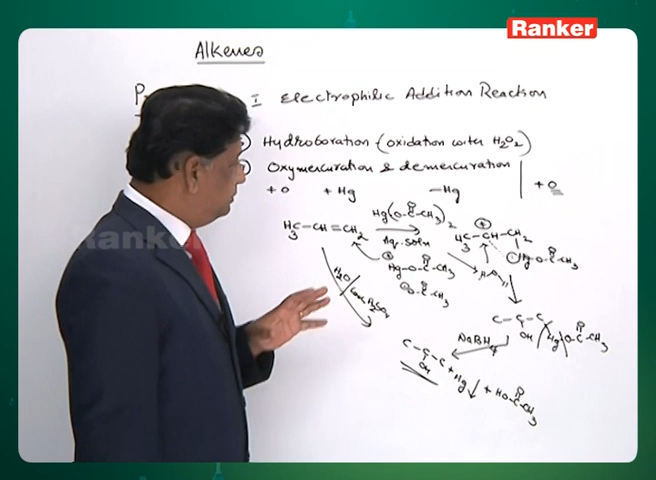 Ranker
Alkenes
I Electrophilic Addition Reaction
Hydroboration (oxidation with H2O2)
Oxymercuration & demercuration
+ O + Hg - Hg + O
H3C - CH = CH2
Hg(O-C-CH3)2
O
Aq. soln
H3C - CH - CH2
Hg-O-C-CH3
O
Hg-O-C-CH3
O
O-C-CH3
O
H2O
Conc H2SO4
C - C - C
OH Hg O-C-CH3
O
NaBH4
C - C - C + Hg ↓ + HO-C-CH3
OH
O
Ranker